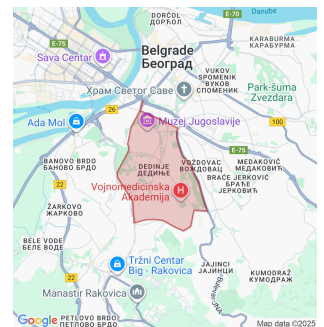 DORĆOL
ДОРЋОЛ
E-70
Danube
E-75
Belgrade
Београд
KARABURMA
КАРАБУРМА
Sava Centar
VUKOV
SPOMENIK
ВУКОВ
СПОМЕНИК
Храм Светог Саве
Park-šuma
Zvezdara
26
Muzej Jugoslavije
Ada Mol
E-75
BANOVO BRDO
БАНОВО БРДО
DEDINJE
ДЕДИЊЕ
VOŽDOVAC
ВОЖДОВАЦ
MEDAKOVIĆ
МЕДАКОВИЋ
BRAĆE JERKOVIĆ
БРАЋЕ
ЈЕРКОВИЋ
22
Vojnomedicinska
Akademija
H
ŽARKOVO
ЖАРКОВО
BELE VODE
БЕЛЕ ВОДЕ
Tržni Centar
Big - Rakovica
JAJINCI
ЈАЈИНЦИ
KUMODRAŽ
КУМОДРАЖ
Manastir Rakovica
22
Google
PETLOVO BRDO
ПЕТЛОВО БРДО
Map data ©2025